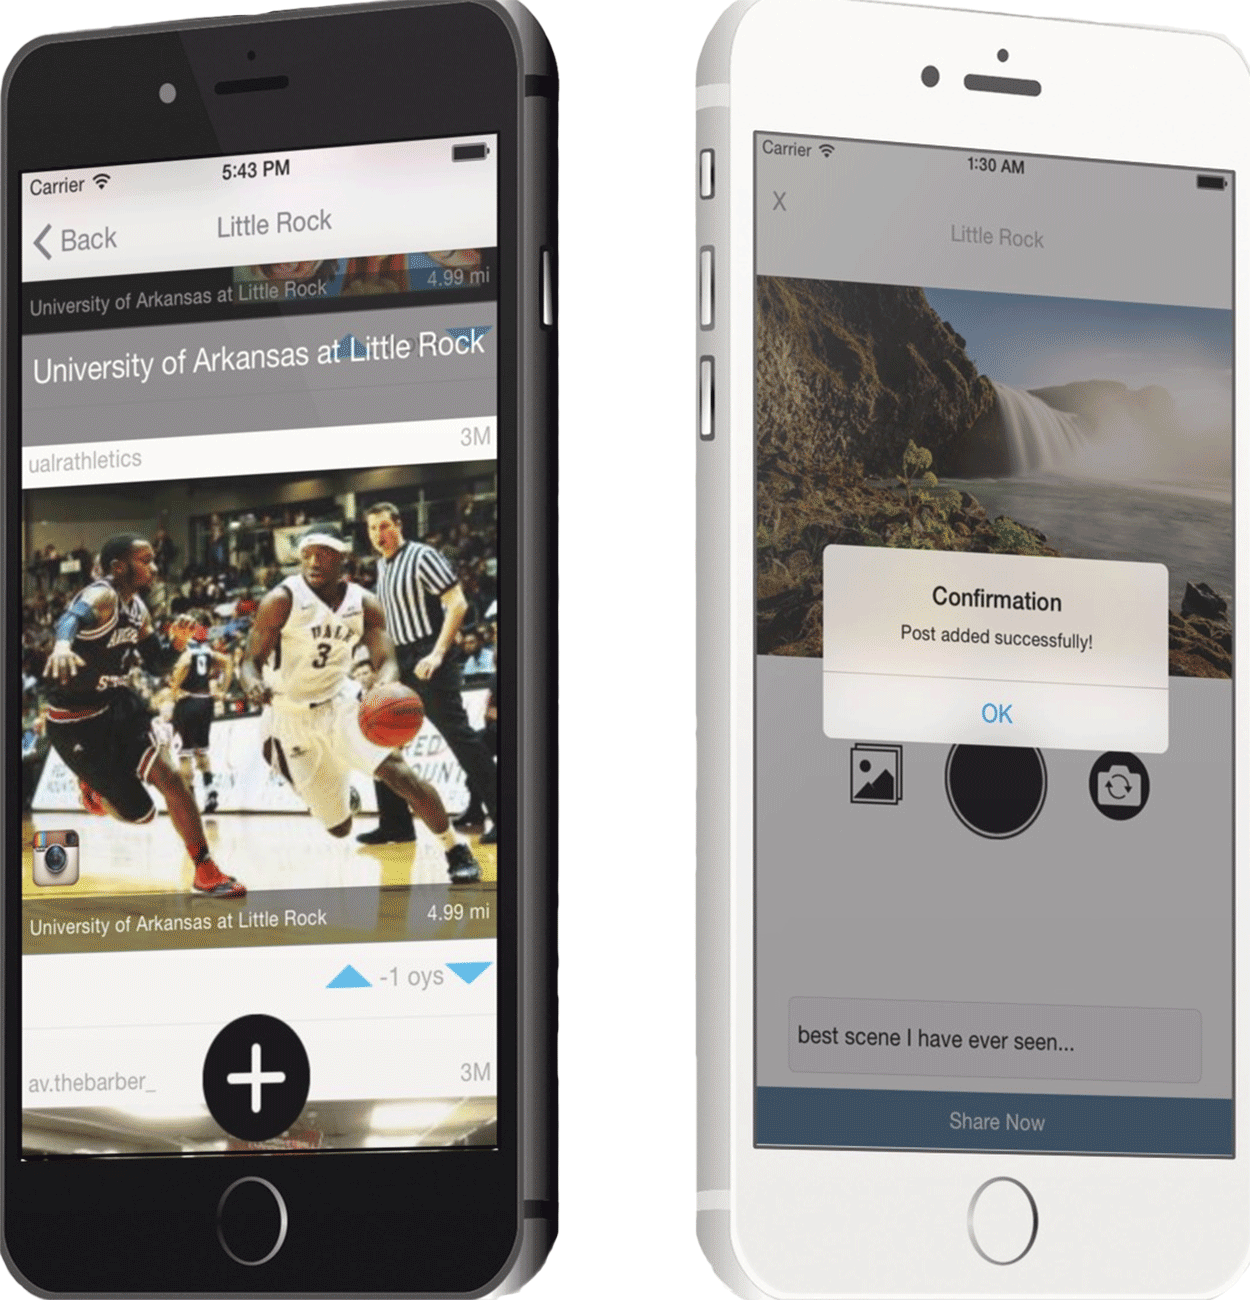 Carrier
5:43 PM
Back
Little Rock
University of Arkansas at Little Rock
4.99 mi
University of Arkansas at Little Rock
ualrathletics
3M
UALR
3
0
University of Arkansas at Little Rock
4.99 mi
-1 oys
av.thebarber_
3M
Carrier
1:30 AM
X
Little Rock
Confirmation
Post added successfully!
OK
best scene I have ever seen...
Share Now